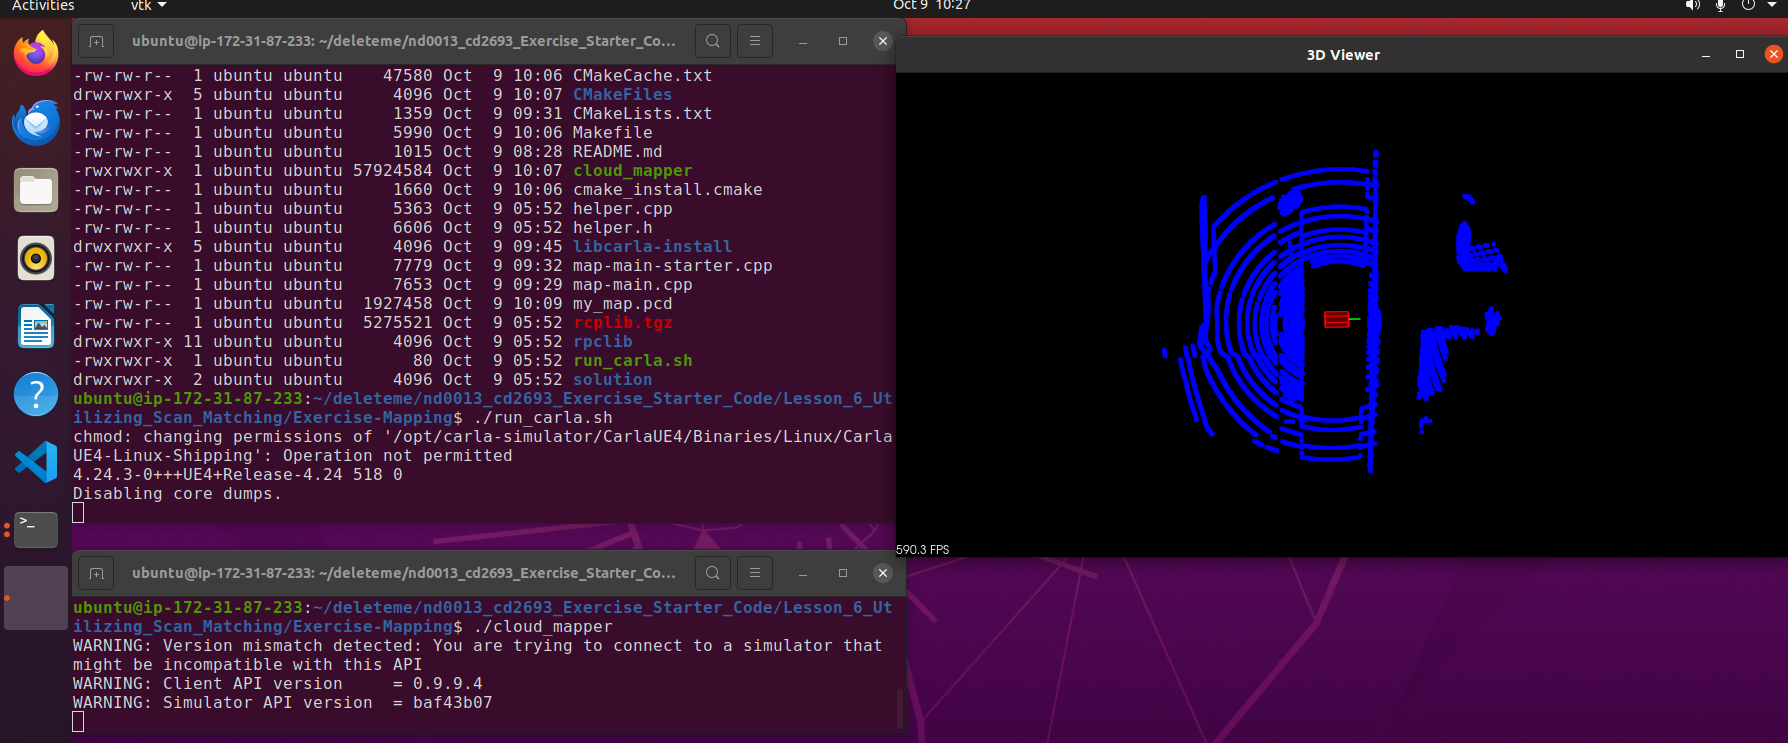 Activities
vtk
Oct 9 10:27
ubuntu@ip-172-31-87-233: ~/deleteme/nd0013_cd2693_Exercise_Starter_Co...
-rw-rw-r--  1 ubuntu ubuntu    47580 Oct  9 10:06 CMakeCache.txt
drwxrwxr-x  5 ubuntu ubuntu     4096 Oct  9 10:07 CMakeFiles
-rw-rw-r--  1 ubuntu ubuntu     1359 Oct  9 09:31 CMakeLists.txt
-rw-rw-r--  1 ubuntu ubuntu     5990 Oct  9 10:06 Makefile
-rw-rw-r--  1 ubuntu ubuntu     1015 Oct  9 08:28 README.md
-rwxrwxr-x  1 ubuntu ubuntu 57924584 Oct  9 10:07 cloud_mapper
-rw-rw-r--  1 ubuntu ubuntu     1660 Oct  9 10:06 cmake_install.cmake
-rw-rw-r--  1 ubuntu ubuntu     5363 Oct  9 05:52 helper.cpp
-rw-rw-r--  1 ubuntu ubuntu     6606 Oct  9 05:52 helper.h
drwxrwxr-x  5 ubuntu ubuntu     4096 Oct  9 09:45 libcarla-install
-rw-rw-r--  1 ubuntu ubuntu     7779 Oct  9 09:32 map-main-starter.cpp
-rw-rw-r--  1 ubuntu ubuntu     7653 Oct  9 09:29 map-main.cpp
-rw-rw-r--  1 ubuntu ubuntu  1927458 Oct  9 10:09 my_map.pcd
-rw-rw-r--  1 ubuntu ubuntu  5275521 Oct  9 05:52 rcplib.tgz
drwxrwxr-x 11 ubuntu ubuntu     4096 Oct  9 05:52 rpclib
-rwxrwxr-x  1 ubuntu ubuntu       80 Oct  9 05:52 run_carla.sh
drwxrwxr-x  2 ubuntu ubuntu     4096 Oct  9 05:52 solution
ubuntu@ip-172-31-87-233:~/deleteme/nd0013_cd2693_Exercise_Starter_Code/Lesson_6_Ut
ilizing_Scan_Matching/Exercise-Mapping$ ./run_carla.sh
chmod: changing permissions of '/opt/carla-simulator/CarlaUE4/Binaries/Linux/Carla
UE4-Linux-Shipping': Operation not permitted
4.24.3-0+++UE4+Release-4.24 518 0
Disabling core dumps.
3D Viewer
590.3 FPS
ubuntu@ip-172-31-87-233: ~/deleteme/nd0013_cd2693_Exercise_Starter_Co...
ubuntu@ip-172-31-87-233:~/deleteme/nd0013_cd2693_Exercise_Starter_Code/Lesson_6_Ut
ilizing_Scan_Matching/Exercise-Mapping$ ./cloud_mapper
WARNING: Version mismatch detected: You are trying to connect to a simulator that
might be incompatible with this API
WARNING: Client API version     = 0.9.9.4
WARNING: Simulator API version  = baf43b07